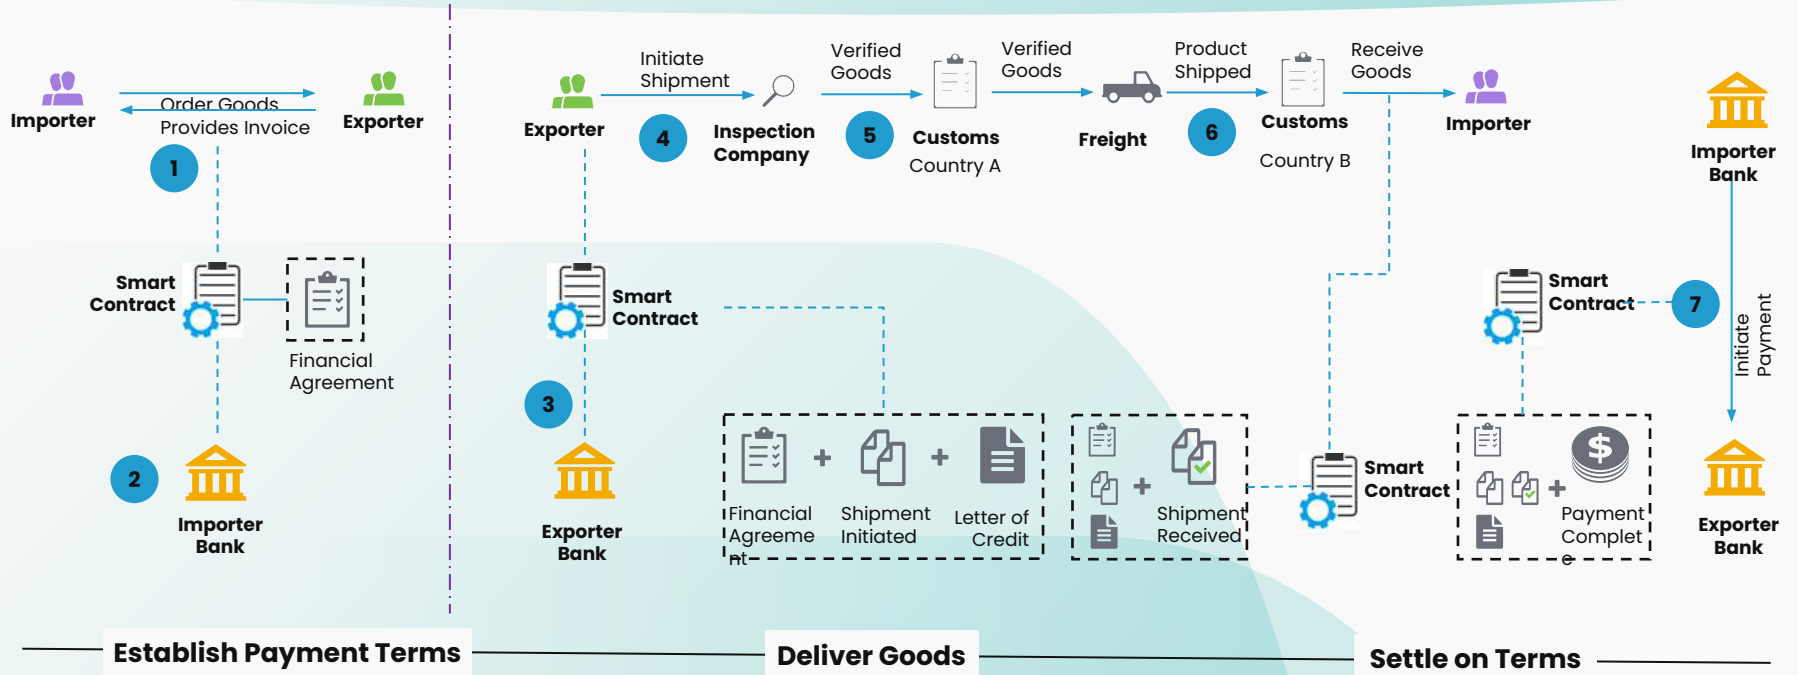 Importer
Order Goods
Provides Invoice
Exporter
1
Smart
Contract
Financial
Agreement
2
Importer
Bank
Exporter
Initiate
Shipment
4
Inspection
Company
Verified
Goods
5
Customs
Country A
Verified
Goods
Freight
Product
Shipped
6
Customs
Country B
Receive
Goods
Importer
Smart
Contract
3
Exporter
Bank
Financial
Agreeme
nt
Shipment
Initiated
Letter of
Credit
Shipment
Received
Smart
Contract
Smart
Contract
7
Payment
Complet
e
Importer
Bank
Initiate
Payment
Exporter
Bank
$
Establish Payment Terms
Deliver Goods
Settle on Terms